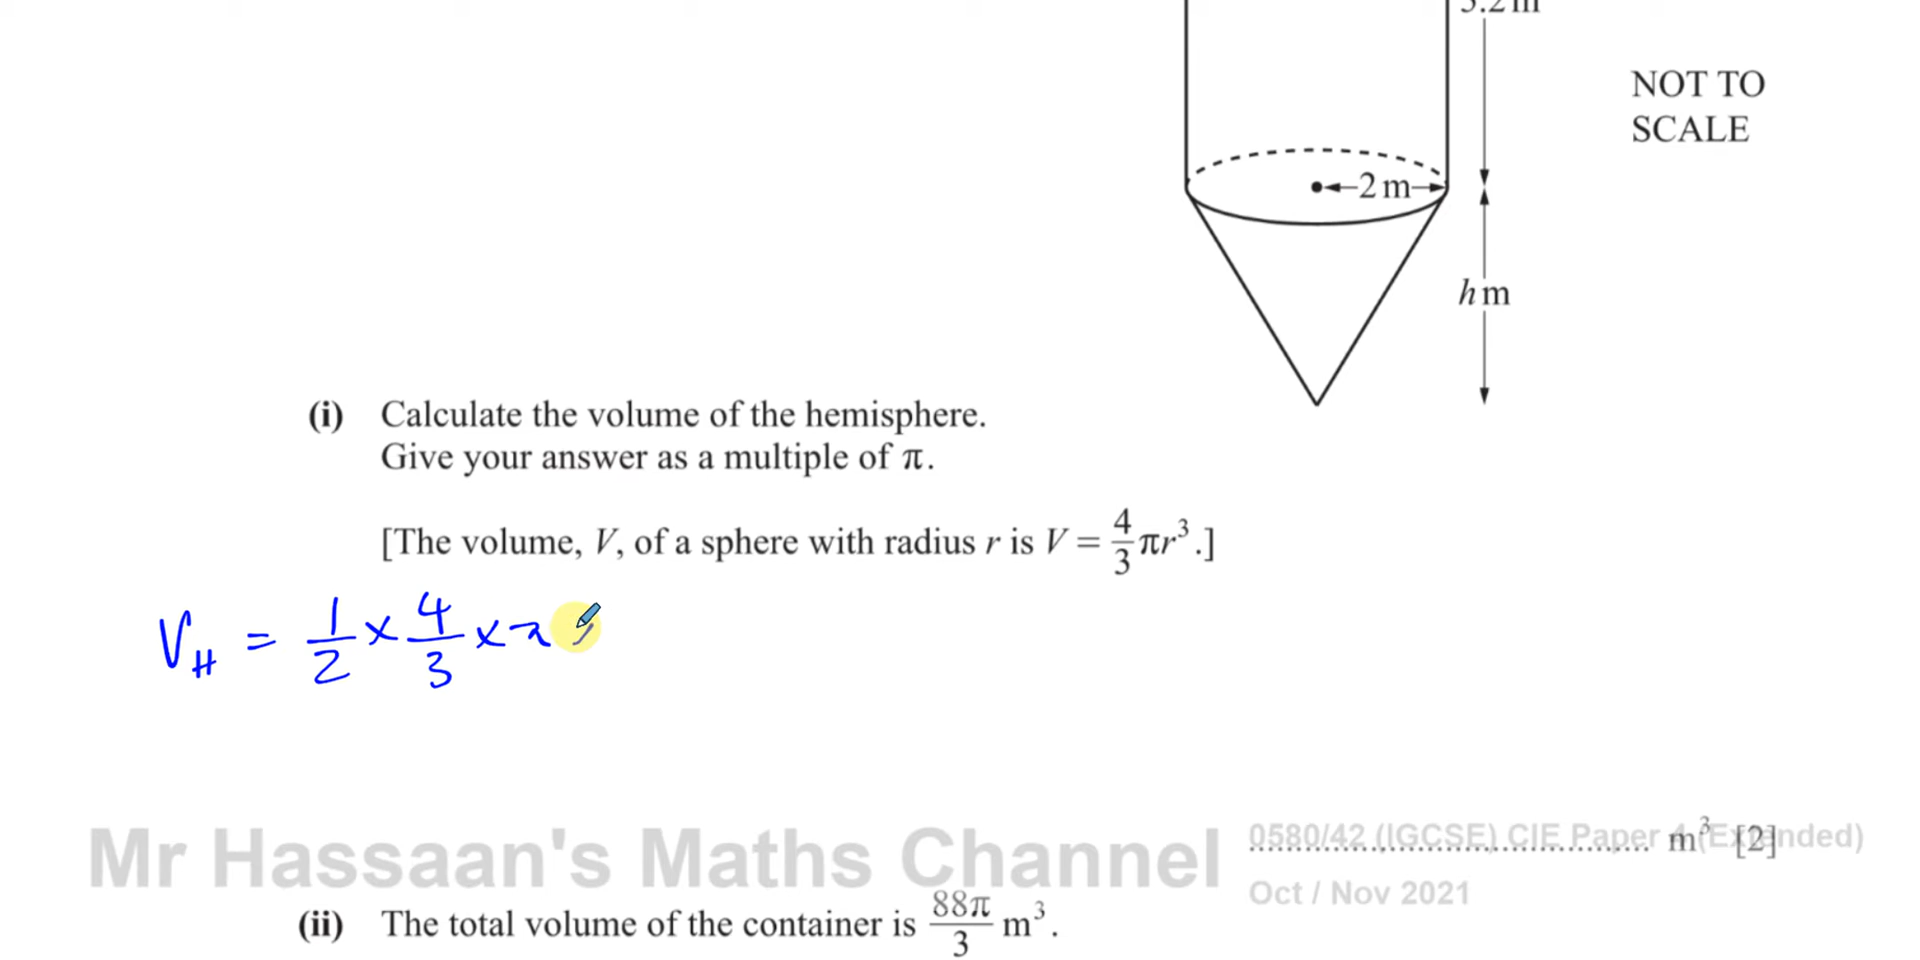 3.2 m
NOT TO
SCALE
2 m
h m
(i) Calculate the volume of the hemisphere.
Give your answer as a multiple of π.
[The volume, V, of a sphere with radius r is V = 4/3 πr³.]
V_H = 1/2 × 4/3 × π
Mr Hassaan's Maths Channel
0580/42 (IGCSE) CIE Paper 4 (Extended)
........................................ m³ [2]
Oct / Nov 2021
(ii) The total volume of the container is 88π/3 m³.